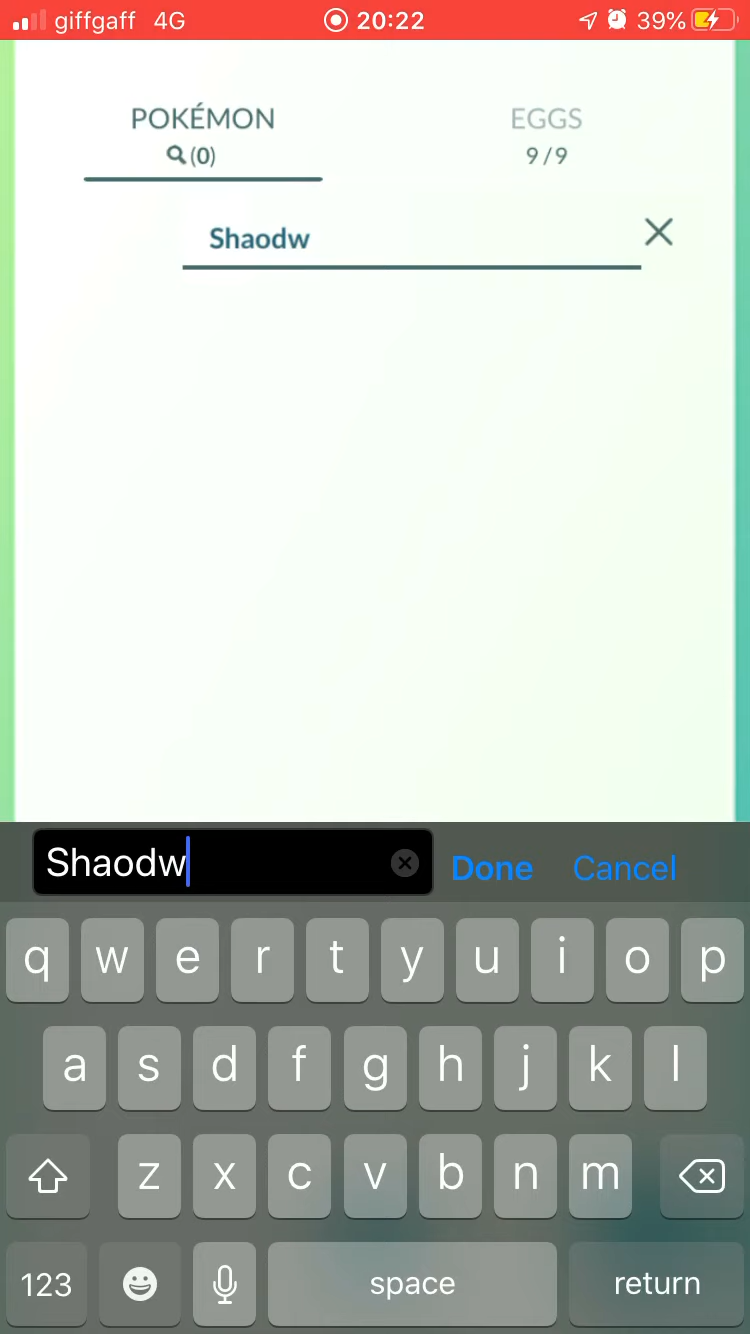 giffgaff 4G 20:22 39%
POKÉMON EGGS
(0) 9/9
Shaodw
Shaodw Done Cancel
q w e r t y u i o p
a s d f g h j k l
z x c v b n m
123 space return